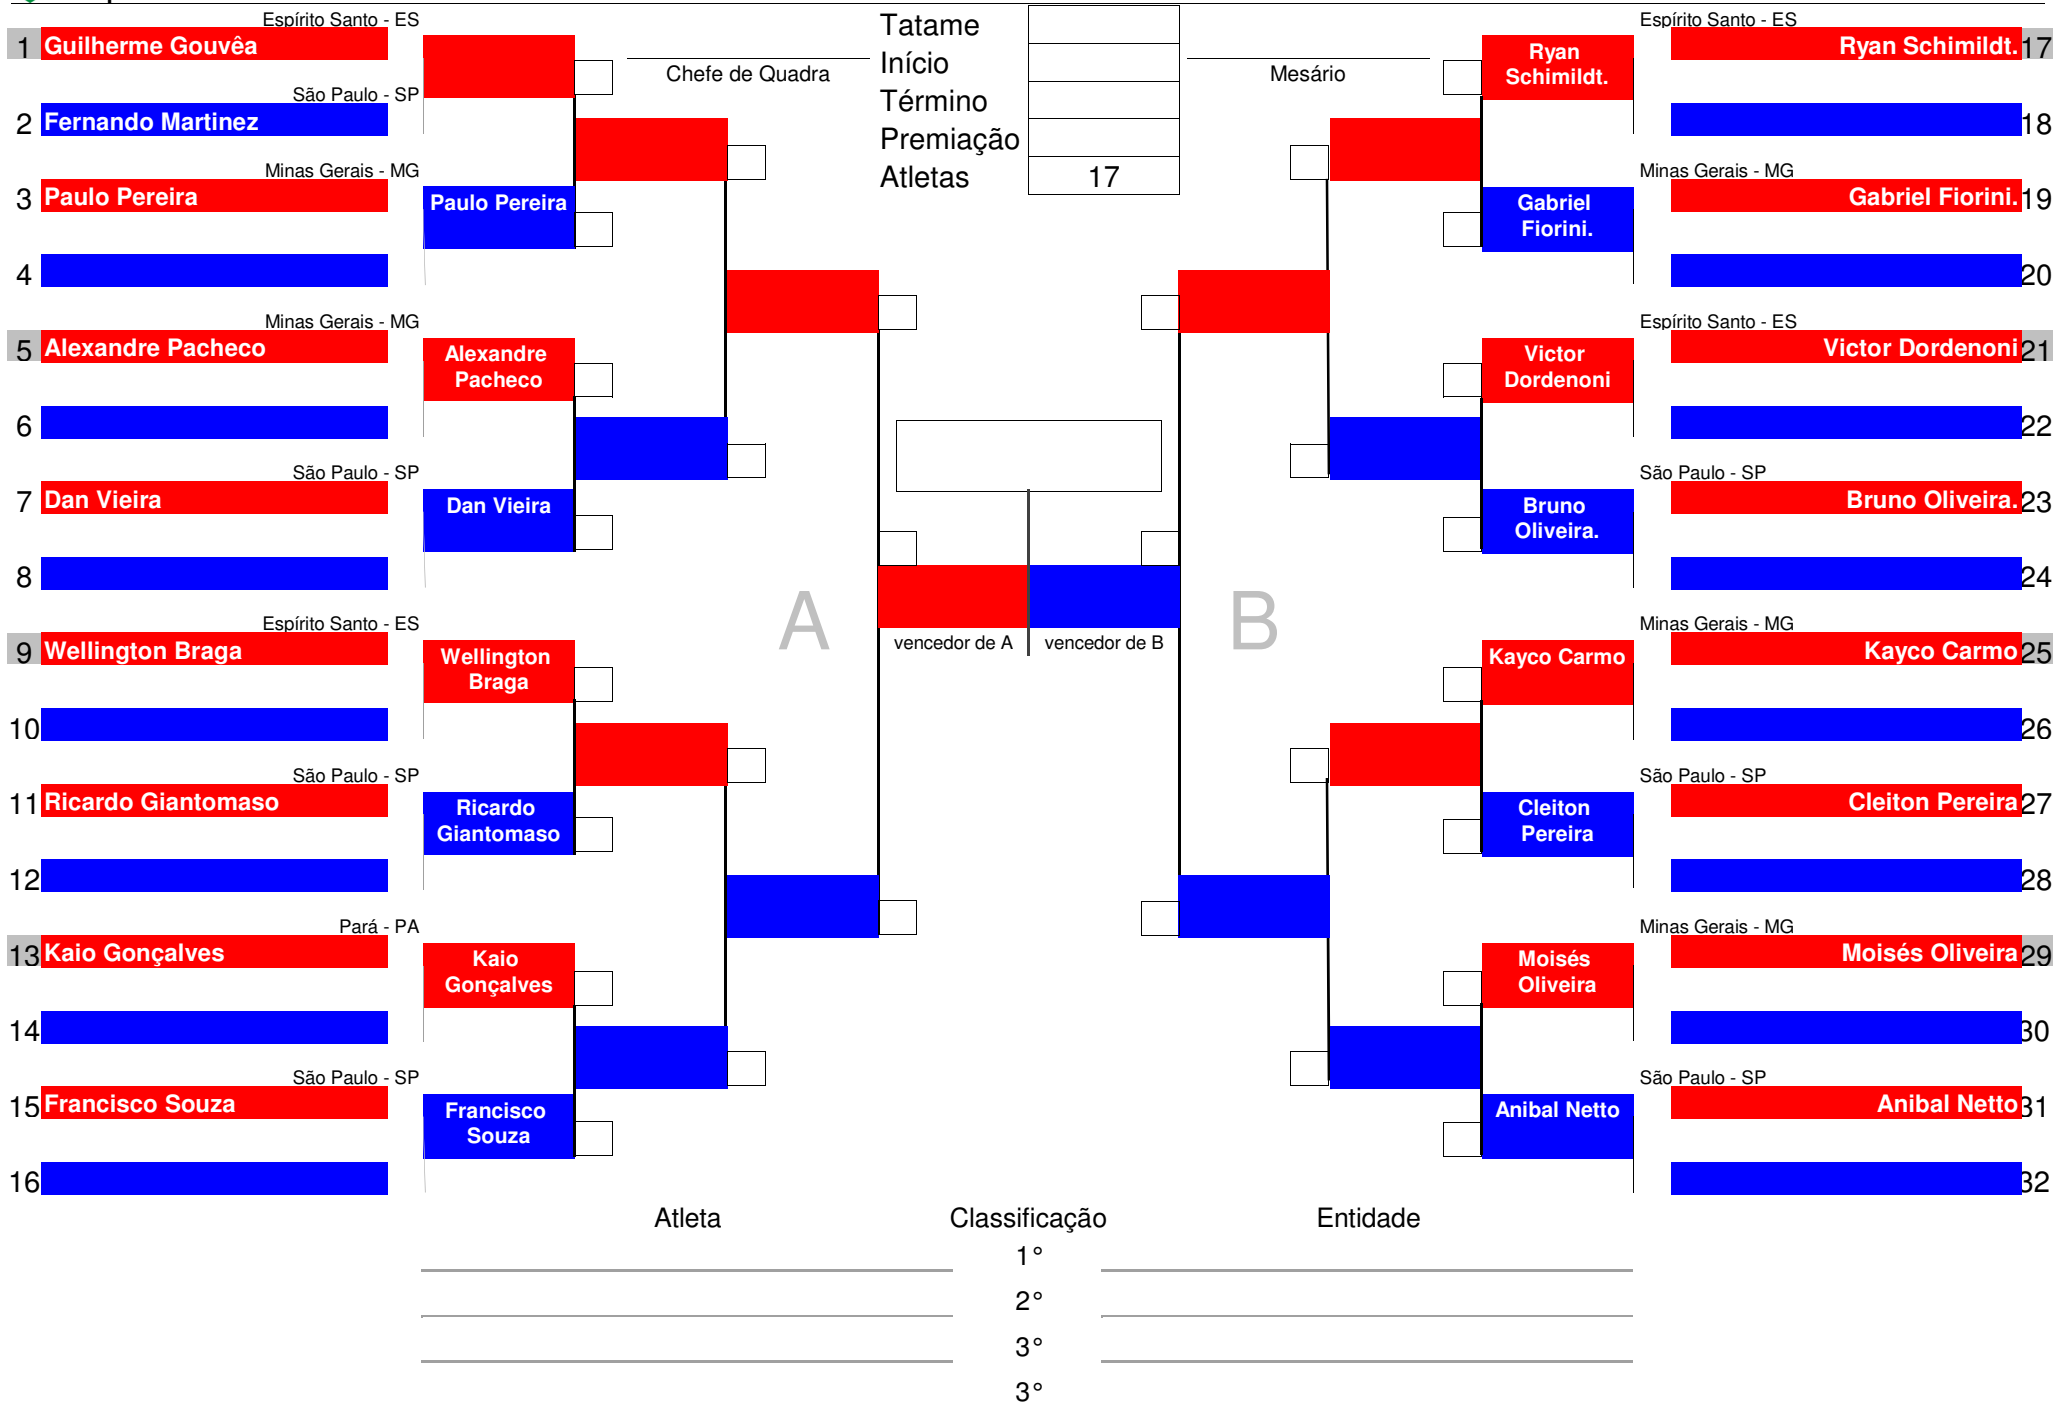 Espírito Santo - ES
1 Guilherme Gouvêa
São Paulo - SP
2 Fernando Martinez
Minas Gerais - MG
3 Paulo Pereira
4
Minas Gerais - MG
5 Alexandre Pacheco
6
São Paulo - SP
7 Dan Vieira
8
Espírito Santo - ES
9 Wellington Braga
10
São Paulo - SP
11 Ricardo Giantomaso
12
Pará - PA
13 Kaio Gonçalves
14
São Paulo - SP
15 Francisco Souza
16
Paulo Pereira
Alexandre
Pacheco
Dan Vieira
Wellington
Braga
Ricardo
Giantomaso
Kaio
Gonçalves
Francisco
Souza
Chefe de Quadra
Tatame
Início
Término
Premiação
Atletas 17
Mesário
A
B
vencedor de A
vencedor de B
Ryan
Schimildt.
Gabriel
Fiorini.
Victor
Dordenoni
Bruno
Oliveira.
Kayco Carmo
Cleiton
Pereira
Moisés
Oliveira
Anibal Netto
Espírito Santo - ES
Ryan Schimildt. 17
18
Minas Gerais - MG
Gabriel Fiorini. 19
20
Espírito Santo - ES
Victor Dordenoni 21
22
São Paulo - SP
Bruno Oliveira. 23
24
Minas Gerais - MG
Kayco Carmo 25
26
São Paulo - SP
Cleiton Pereira 27
28
Minas Gerais - MG
Moisés Oliveira 29
30
São Paulo - SP
Anibal Netto 31
32
Atleta Classificação Entidade
1°
2°
3°
3°